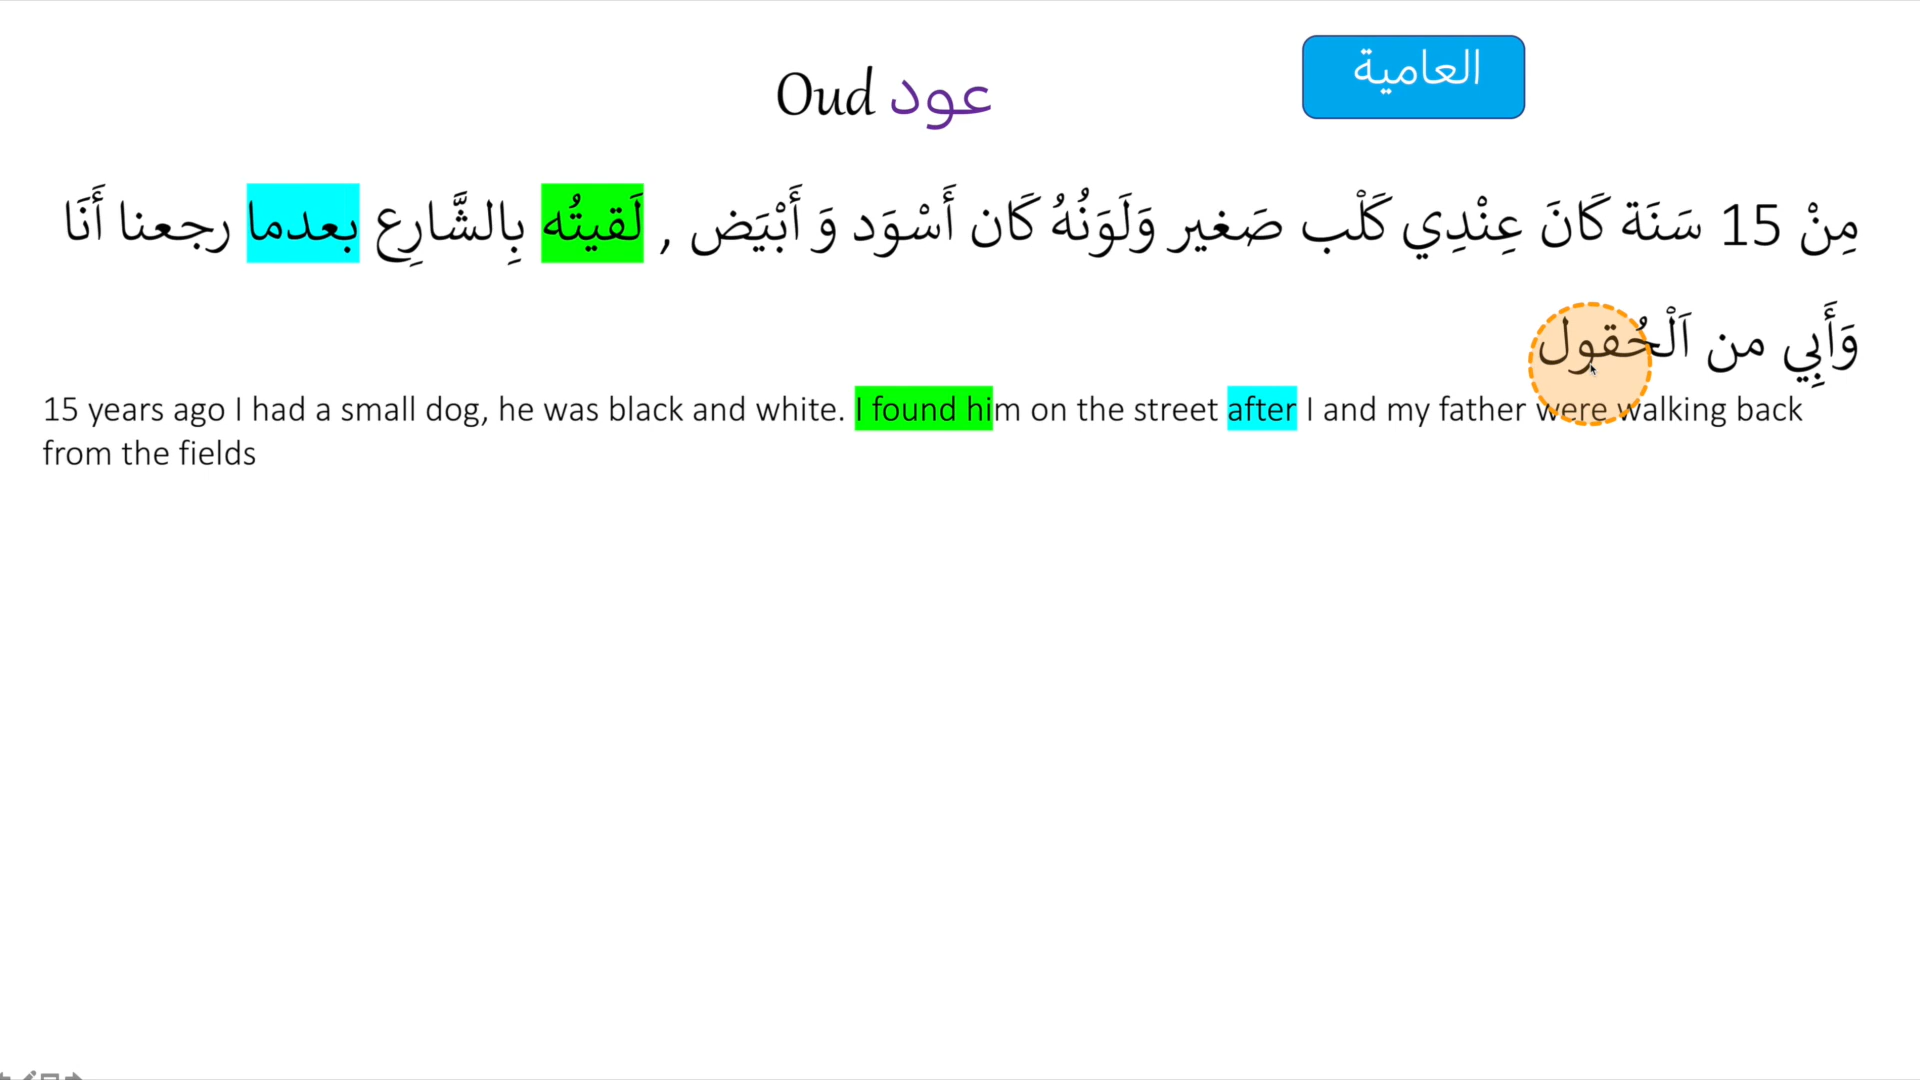 العامية
Oud عود
مِنْ 15 سَنَة كَانَ عِنْدِي كَلْب صَغير وَلَوَنُهُ كَان أَسْوَد وَ أَبْيَض , لَقيتُه بِالشَّارِع بعدما رجعنا أَنَا
وَأَبِي من اَلْحُقول
15 years ago I had a small dog, he was black and white. I found him on the street after I and my father were walking back
from the fields